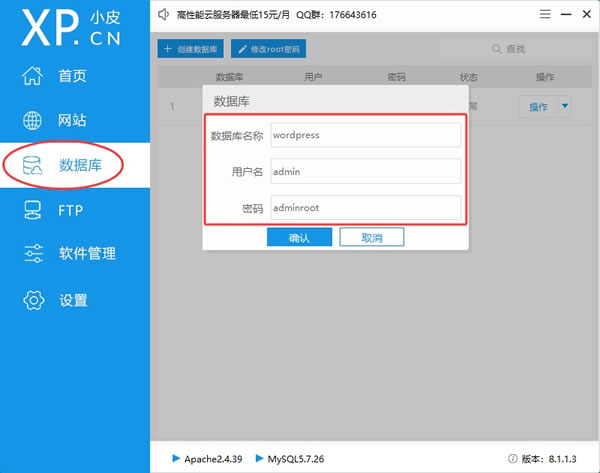 XP.CN 小皮
高性能云服务器最低15元/月 QQ群：176643616
首页
网站
数据库
FTP
软件管理
设置
+ 创建数据库 修改root密码 查找
数据库 用户 密码 状态 操作
1 常 操作
数据库
数据库名称 wordpress
用户名 admin
密码 adminroot
确认 取消
Apache2.4.39 MySQL5.7.26 版本：8.1.1.3